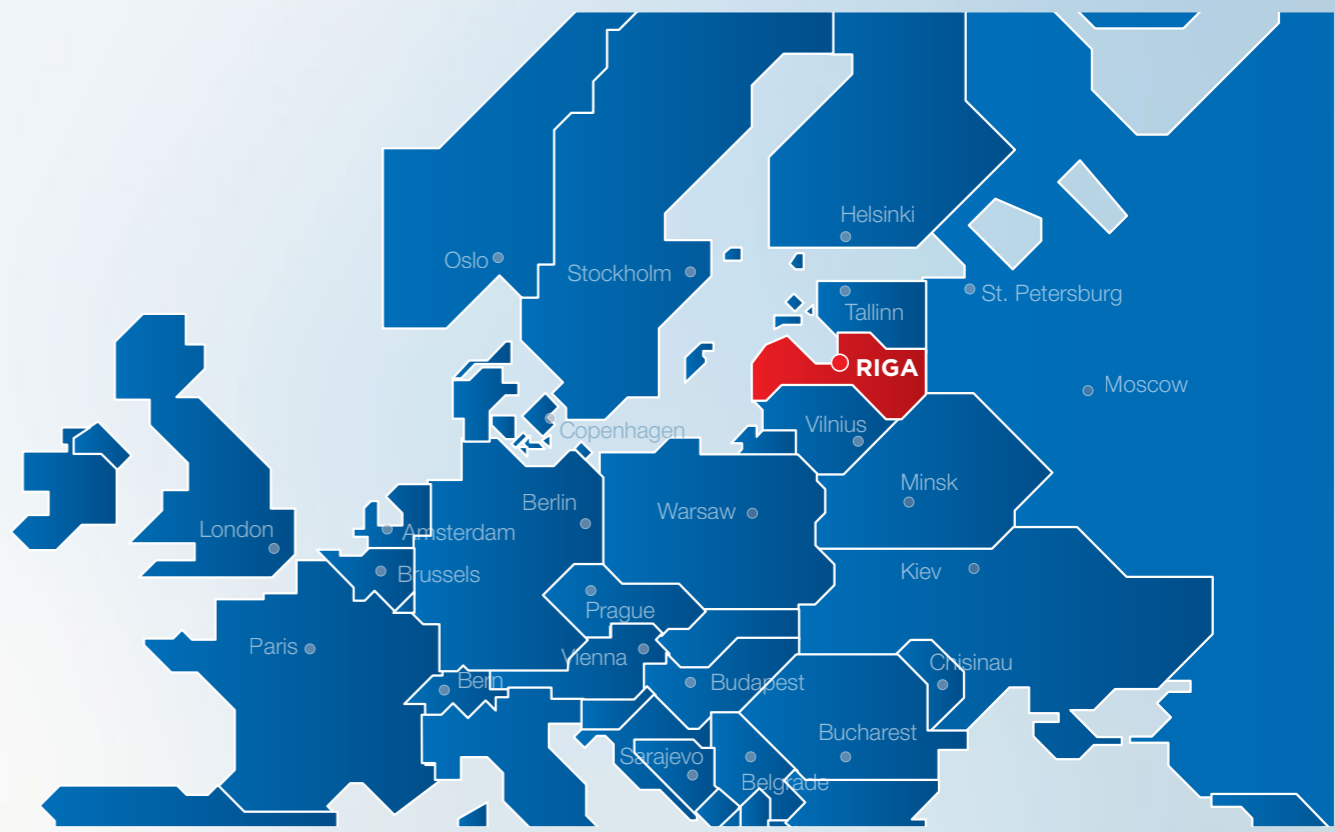 Helsinki
Oslo
Stockholm
St. Petersburg
Tallinn
RIGA
Moscow
Copenhagen
Vilnius
Minsk
Berlin
Warsaw
London
Amsterdam
Kiev
Brussels
Prague
Paris
Vienna
Chisinau
Bern
Budapest
Bucharest
Sarajevo
Belgrade